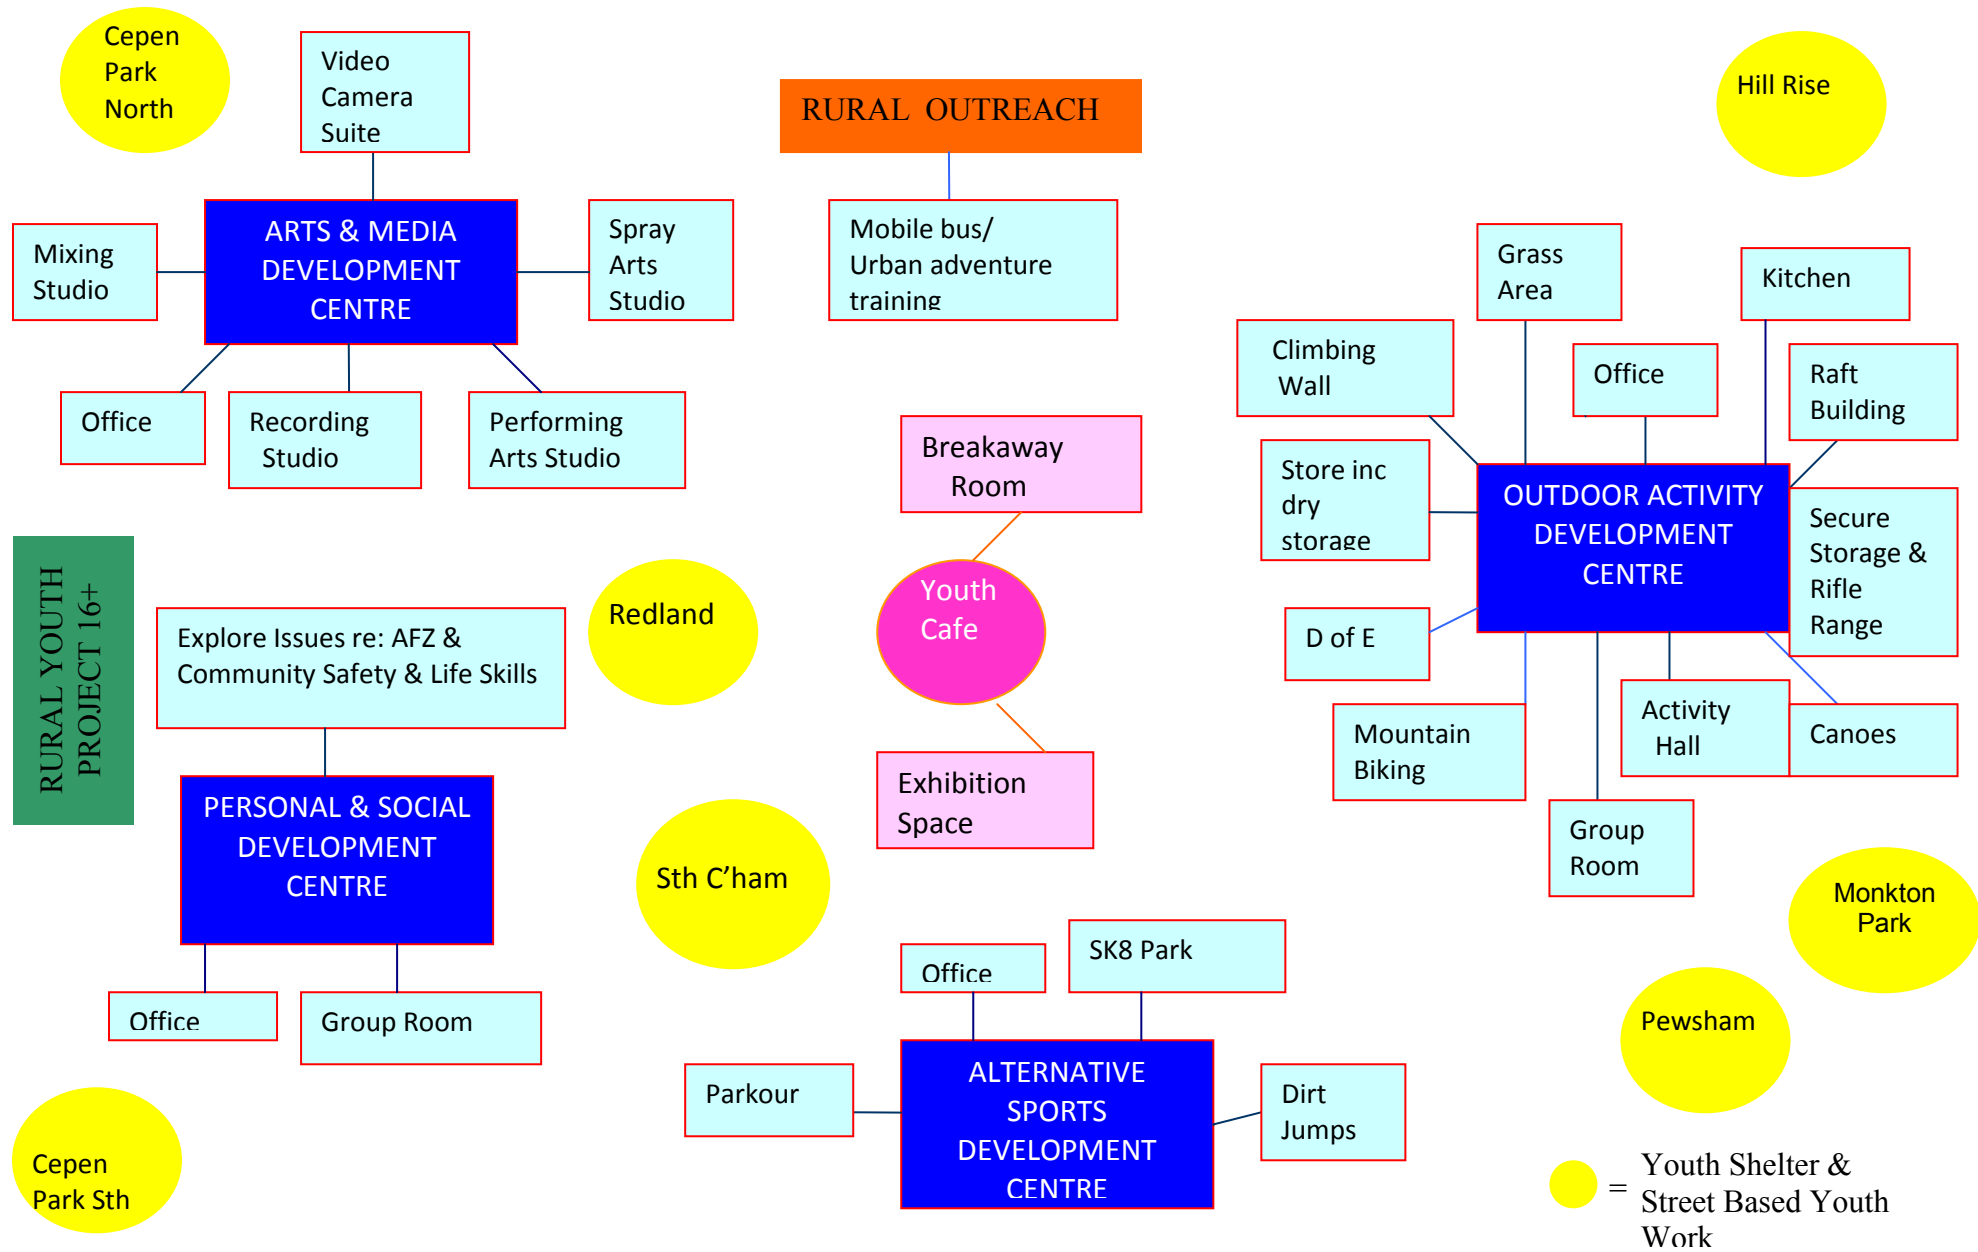 Cepen
Park
North
Video
Camera
Suite
RURAL OUTREACH
Hill Rise
Mixing
Studio
ARTS & MEDIA
DEVELOPMENT
CENTRE
Spray
Arts
Studio
Mobile bus/
Urban adventure
training
Grass
Area
Kitchen
Climbing
Wall
Office
Raft
Building
Office
Recording
Studio
Performing
Arts Studio
Breakaway
Room
Store inc
dry
storage
OUTDOOR ACTIVITY
DEVELOPMENT
CENTRE
Secure
Storage &
Rifle
Range
RURAL YOUTH
PROJECT 16+
Explore Issues re: AFZ &
Community Safety & Life Skills
Redland
Youth
Cafe
D of E
Mountain
Biking
Activity
Hall
Canoes
PERSONAL & SOCIAL
DEVELOPMENT
CENTRE
Exhibition
Space
Group
Room
Sth C’ham
Monkton
Park
Office
Group Room
Office
SK8 Park
Pewsham
Parkour
ALTERNATIVE
SPORTS
DEVELOPMENT
CENTRE
Dirt
Jumps
Cepen
Park Sth
= Youth Shelter &
Street Based Youth
Work